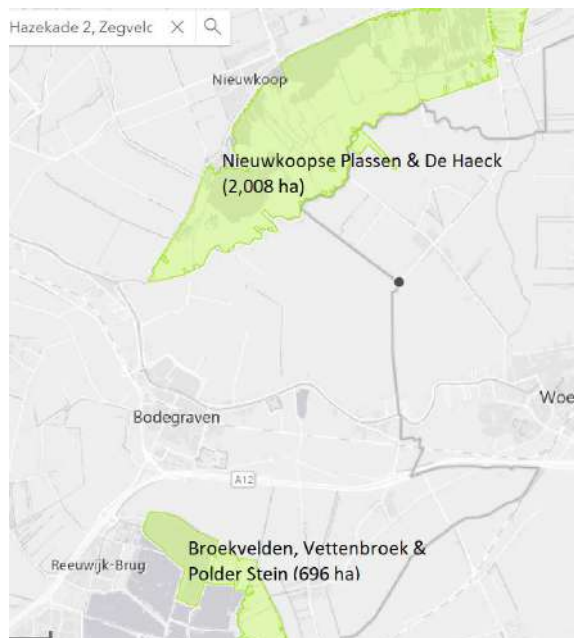 Hazekade 2, Zegveld
Nieuwkoop
Nieuwkoopse Plassen & De Haeck
(2,008 ha)
Bodegraven
Woe
A12
Broekvelden, Vettenbroek &
Polder Stein (696 ha)
Reeuwijk-Brug